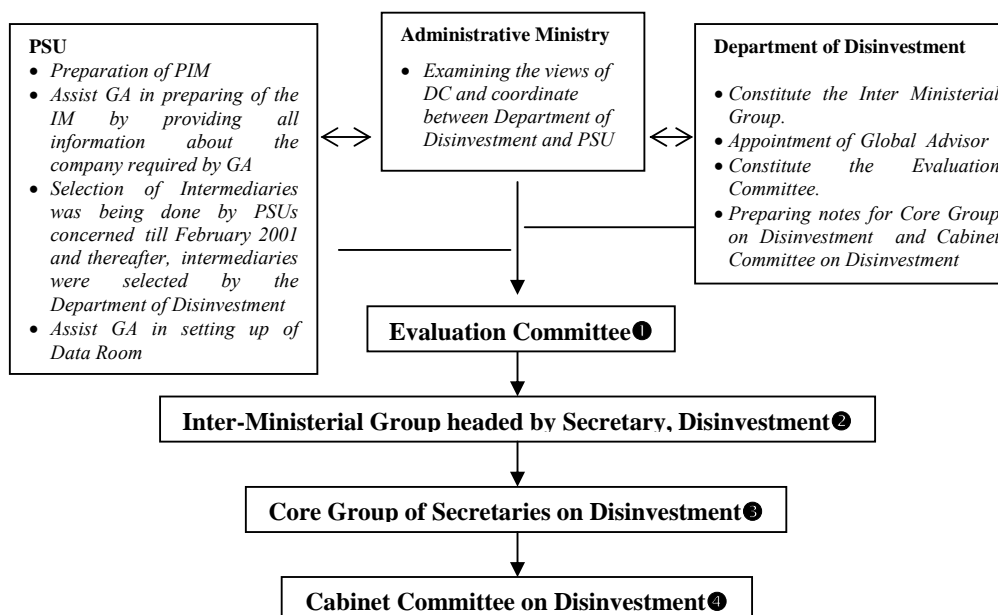 PSU
• Preparation of PIM
• Assist GA in preparing of the
IM by providing all
information about the
company required by GA
• Selection of Intermediaries
was being done by PSUs
concerned till February 2001
and thereafter, intermediaries
were selected by the
Department of Disinvestment
• Assist GA in setting up of
Data Room
Administrative Ministry
• Examining the views of
DC and coordinate
between Department of
Disinvestment and PSU
Department of Disinvestment
• Constitute the Inter Ministerial
Group.
• Appointment of Global Advisor
• Constitute the Evaluation
Committee.
• Preparing notes for Core Group
on Disinvestment and Cabinet
Committee on Disinvestment
Evaluation Committee❶
Inter-Ministerial Group headed by Secretary, Disinvestment❷
Core Group of Secretaries on Disinvestment❸
Cabinet Committee on Disinvestment❹